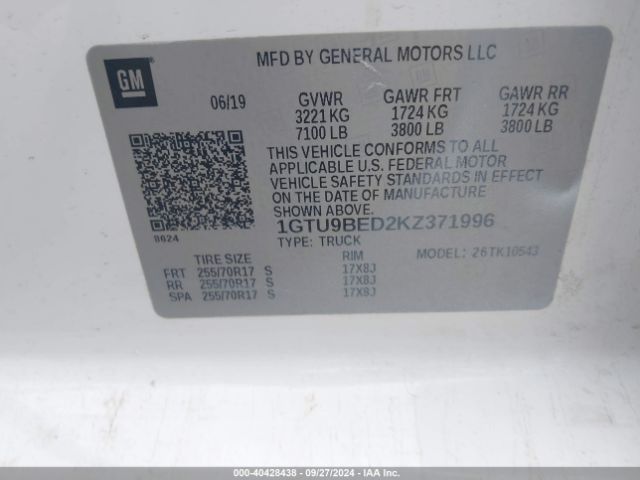 GM
MFD BY GENERAL MOTORS LLC
06/19 GVWR GAWR FRT GAWR RR
3221 KG 1724 KG 1724 KG
7100 LB 3800 LB 3800 LB
THIS VEHICLE CONFORMS TO ALL
APPLICABLE U.S. FEDERAL MOTOR
VEHICLE SAFETY STANDARDS IN EFFECT
ON THE DATE OF MANUFACTURE
SHOWN ABOVE.
1GTU9BED2KZ371996
8624
TYPE: TRUCK MODEL: 26TK10543
TIRE SIZE RIM
FRT 255/70R17 S 17X8J
RR 255/70R17 S 17X8J
SPA 255/70R17 S 17X8J
000-40428438 - 09/27/2024 - IAA Inc.